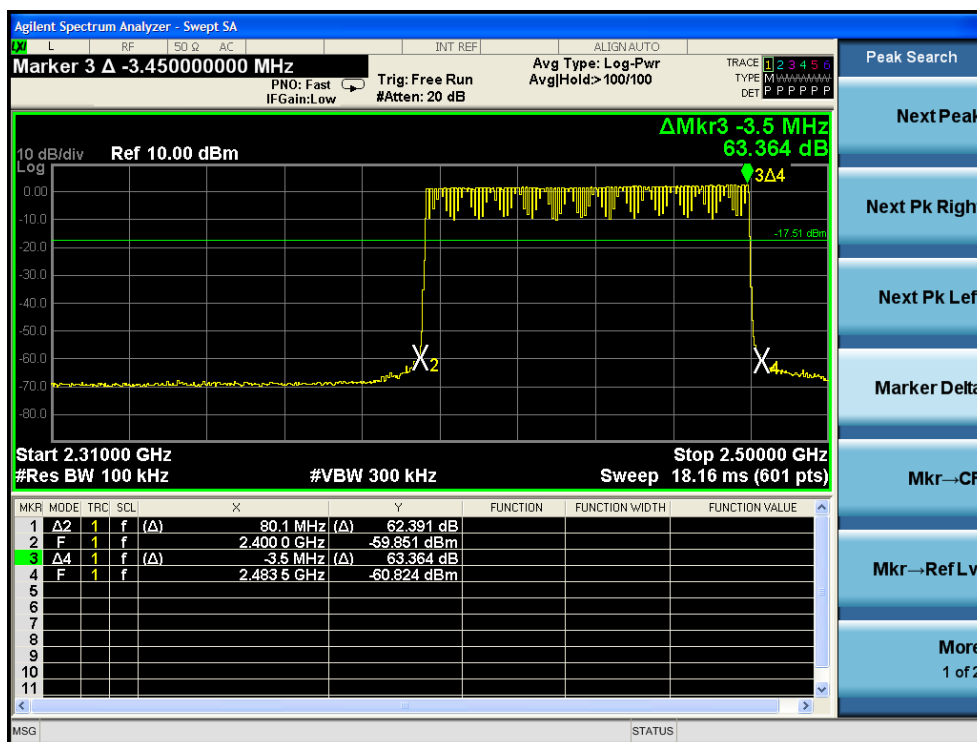 Agilent Spectrum Analyzer - Swept SA
LXI L RF 50 Ω AC INT REF ALIGN AUTO
Marker 3 Δ -3.450000000 MHz
PNO: Fast
IFGain:Low
Trig: Free Run
#Atten: 20 dB
Avg Type: Log-Pwr
Avg|Hold:>100/100
TRACE 1 2 3 4 5 6
TYPE M
DET P P P P P P
ΔMkr3 -3.5 MHz
63.364 dB
10 dB/div Ref 10.00 dBm
Log
3Δ4
0.00
-10.0
-17.51 dBm
-20.0
-30.0
-40.0
-50.0
-60.0
2
4
-70.0
-80.0
Start 2.31000 GHz Stop 2.50000 GHz
#Res BW 100 kHz #VBW 300 kHz Sweep 18.16 ms (601 pts)
MKR MODE TRC SCL X Y FUNCTION FUNCTION WIDTH FUNCTION VALUE
1 Δ2 1 f (Δ) 80.1 MHz (Δ) 62.391 dB
2 F 1 f 2.400 0 GHz -59.851 dBm
3 Δ4 1 f (Δ) -3.5 MHz (Δ) 63.364 dB
4 F 1 f 2.483 5 GHz -60.824 dBm
5
6
7
8
9
10
11
MSG STATUS
Peak Search
Next Peak
Next Pk Righ
Next Pk Lef
Marker Delta
Mkr→CF
Mkr→Ref Lv
More
1 of 2